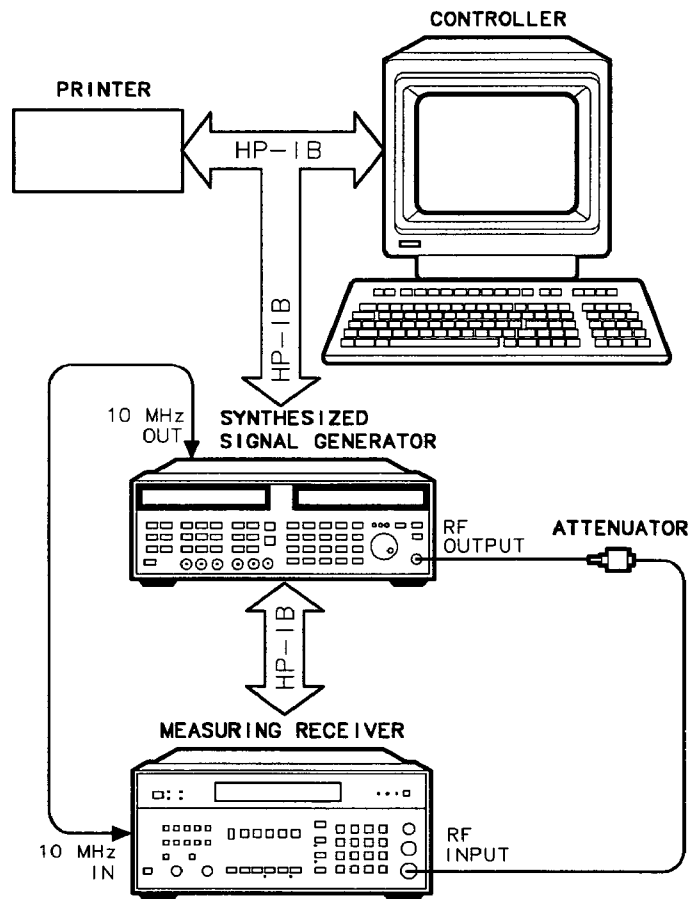 CONTROLLER
PRINTER
HP-IB
HP-IB
10 MHz
OUT
SYNTHESIZED
SIGNAL GENERATOR
RF
OUTPUT
ATTENUATOR
HP-IB
MEASURING RECEIVER
10 MHz
IN
RF
INPUT